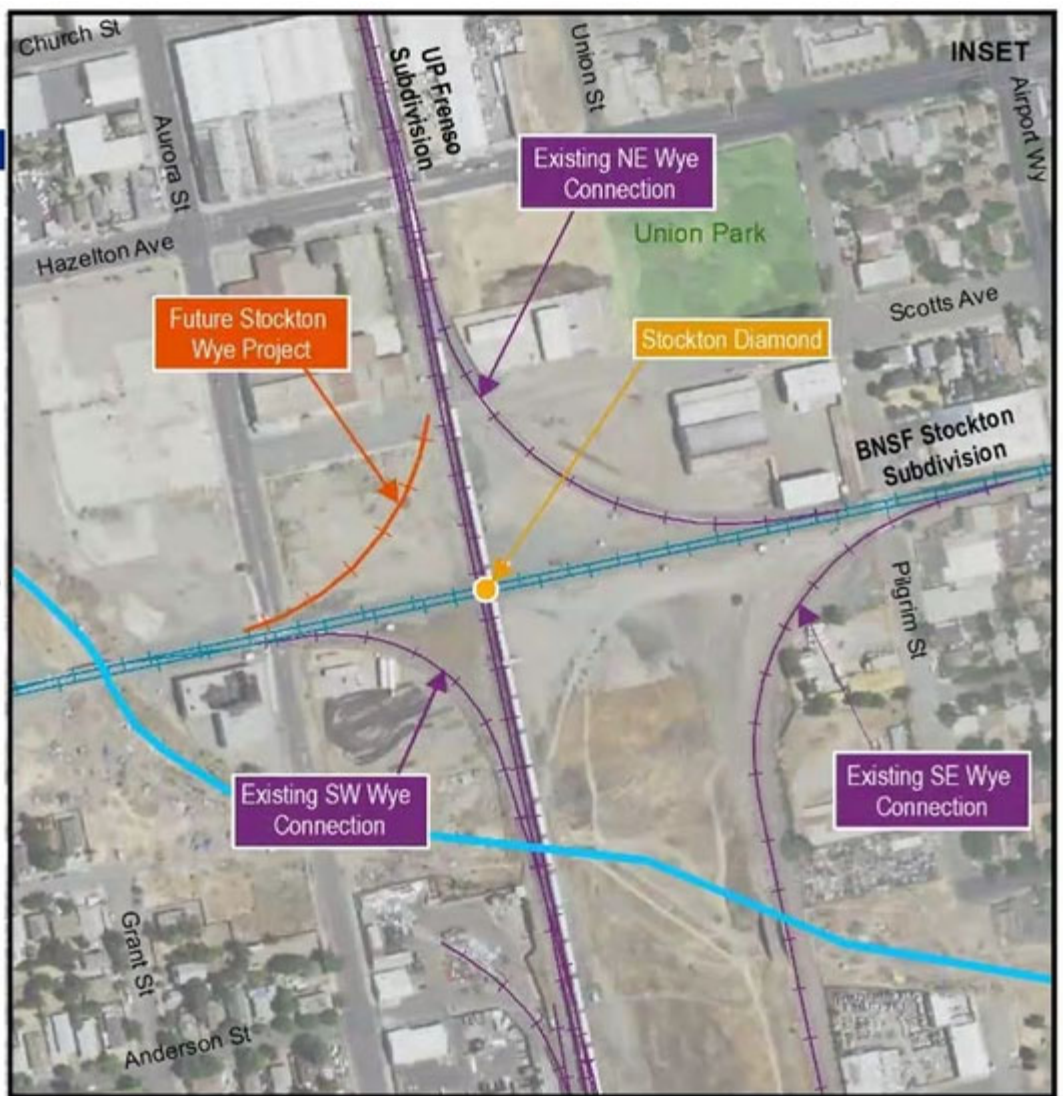 Church St
Aurora St
UP Frenso
Subdivision
Union St
INSET
Airport Wy
Existing NE Wye
Connection
Union Park
Hazelton Ave
Scotts Ave
Future Stockton
Wye Project
Stockton Diamond
BNSF Stockton
Subdivision
Pilgrim St
Existing SW Wye
Connection
Existing SE Wye
Connection
Grant St
Anderson St